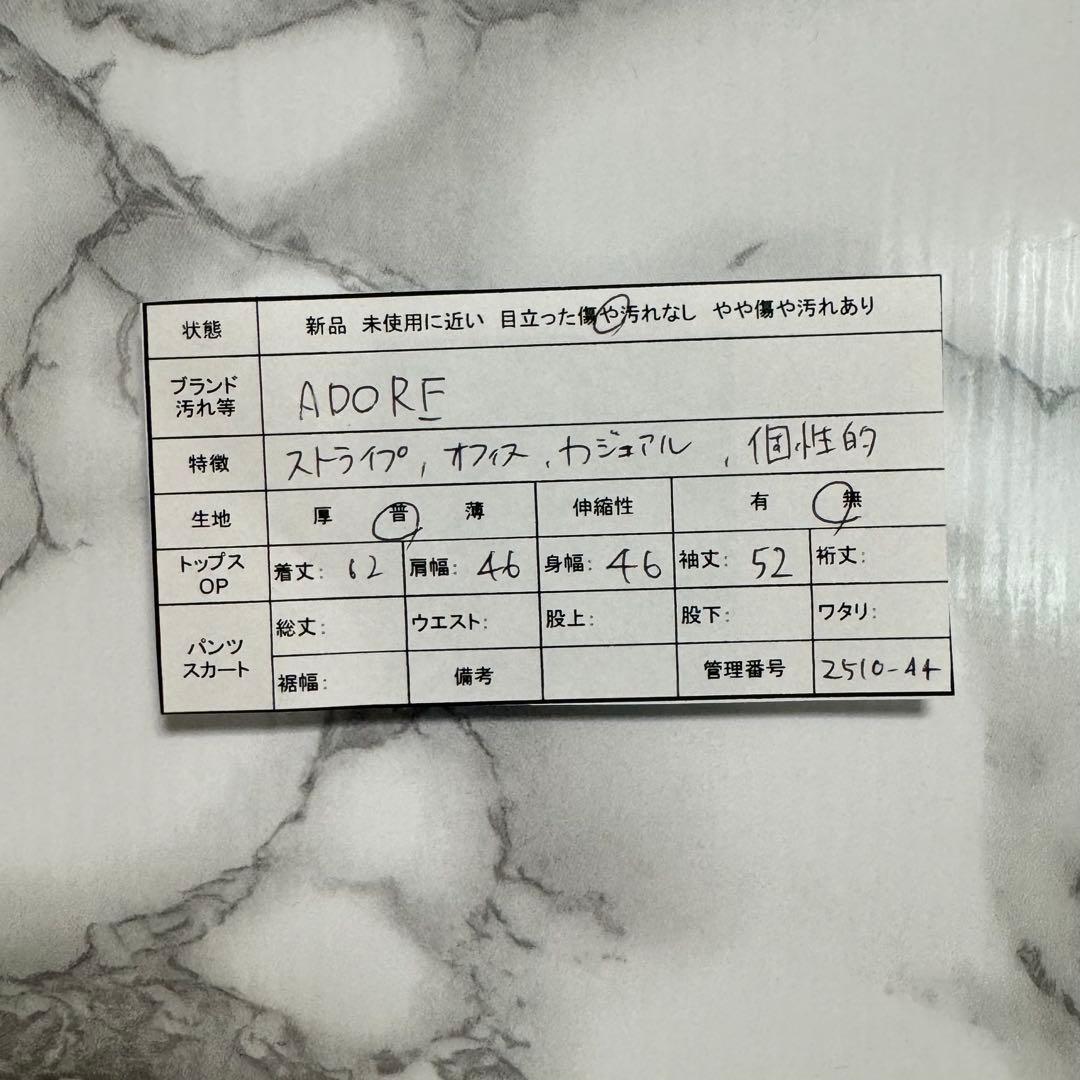 状態 新品 未使用に近い 目立った傷や汚れなし やや傷や汚れあり
ブランド 汚れ等 ADORE
特徴 ストライプ, オフィス, カジュアル, 個性的
生地 厚 普 薄 伸縮性 有 無
トップス OP 着丈: 62 肩幅: 46 身幅: 46 袖丈: 52 裄丈:
パンツ スカート 総丈: ウエスト: 股上: 股下: ワタリ:
裾幅: 備考 管理番号 2510-44